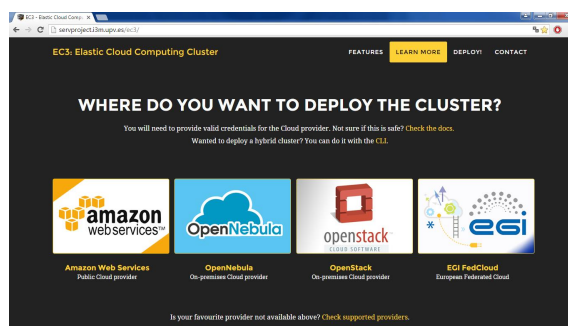 EC3 - Elastic Cloud Comp
servproject.i3m.upv.es/ec3/
EC3: Elastic Cloud Computing Cluster
FEATURES
LEARN MORE
DEPLOY!
CONTACT
WHERE DO YOU WANT TO DEPLOY THE CLUSTER?
You will need to provide valid credentials for the Cloud provider. Not sure if this is safe? Check the docs.
Wanted to deploy a hybrid cluster? You can do it with the CLI.
amazon
webservices™
OpenNebula
openstack
CLOUD SOFTWARE
egi
Amazon Web Services
Public Cloud provider
OpenNebula
On-premises Cloud provider
OpenStack
On-premises Cloud provider
EGI FedCloud
European Federated Cloud
Is your favourite provider not available above? Check supported providers.